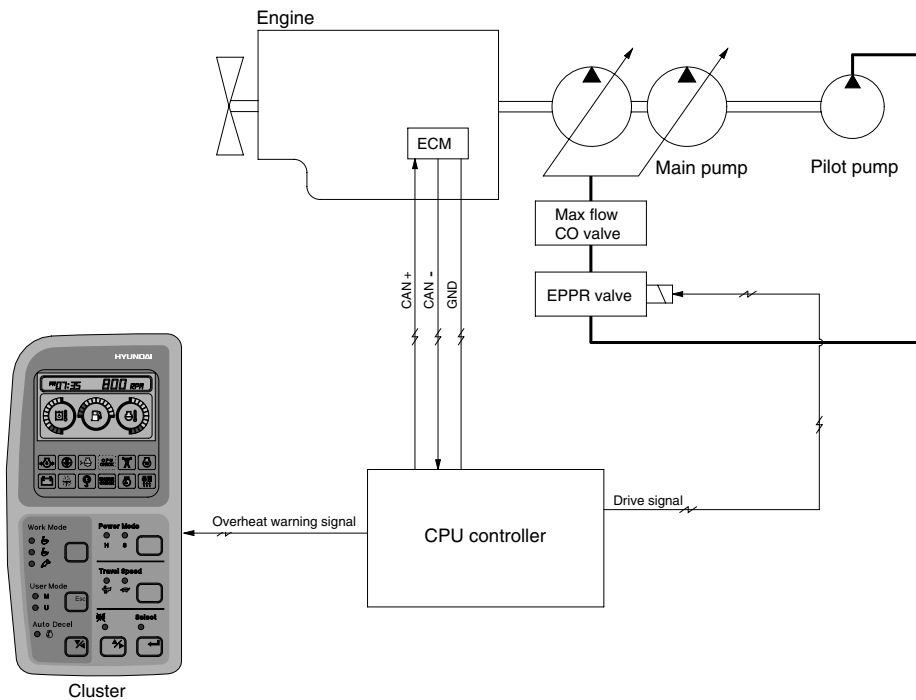 Engine
ECM
Main pump
Pilot pump
Max flow
CO valve
EPPR valve
CAN +
CAN -
GND
HYUNDAI
07:35 800 RPM
CPU controller
Drive signal
Overheat warning signal
Work Mode
Power Mode
H S
Travel Speed
User Mode
M
U
Esc
Auto Decel
Select
Cluster